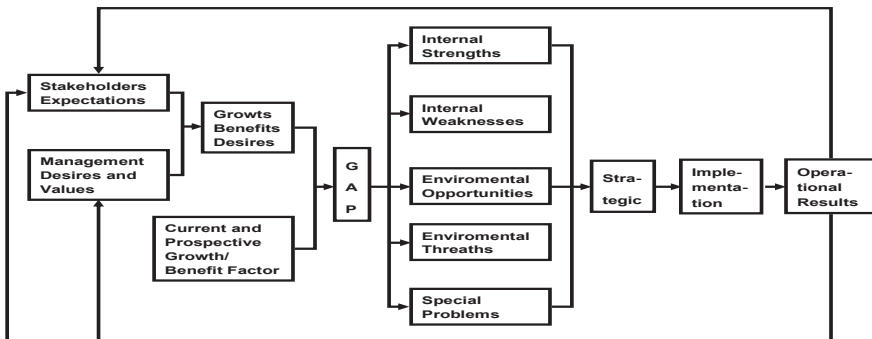 Stakeholders
Expectations
Management
Desires and
Values
Growts
Benefits
Desires
Current and
Prospective
Growth/
Benefit Factor
G
A
P
Internal
Strengths
Internal
Weaknesses
Enviromental
Opportunities
Enviromental
Threaths
Special
Problems
Stra-
tegic
Imple-
menta-
tion
Opera-
tional
Results